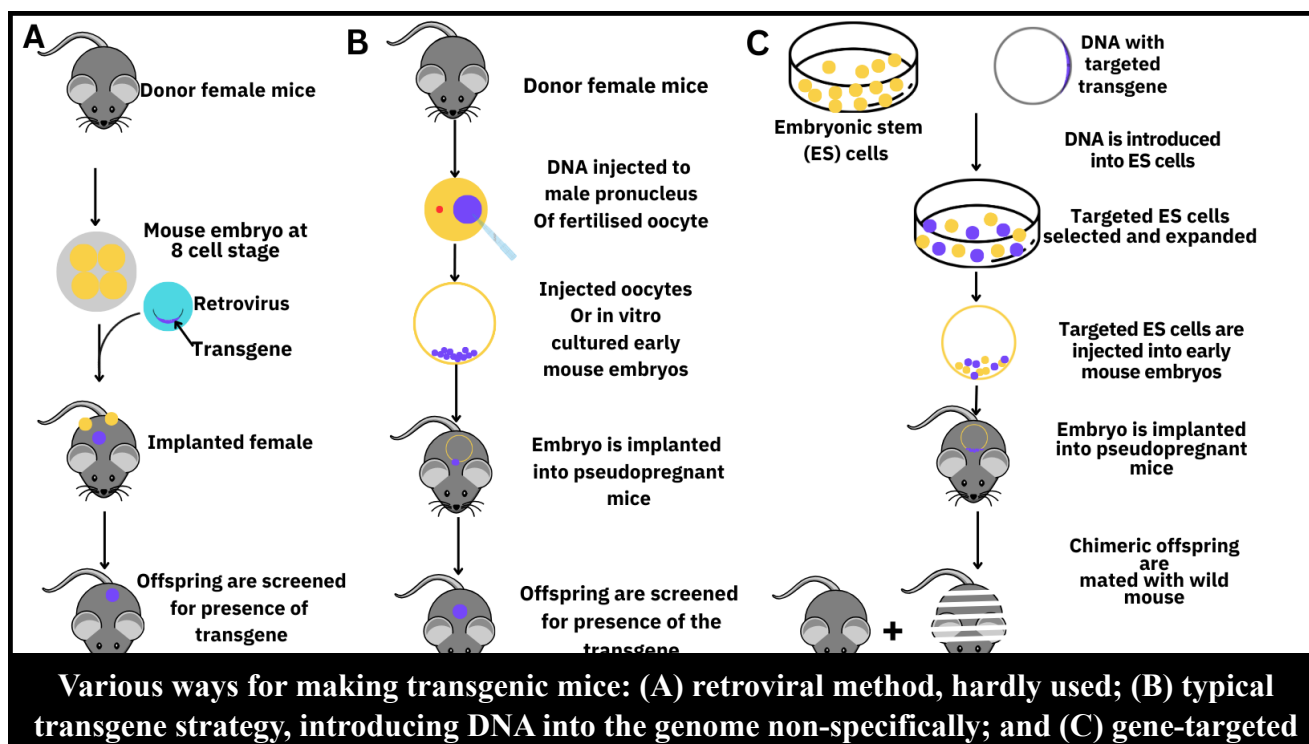 A
Donor female mice
Mouse embryo at
8 cell stage
Retrovirus
Transgene
Implanted female
Offspring are screened
for presence of
transgene
B
Donor female mice
DNA injected to
male pronucleus
Of fertilised oocyte
Injected oocytes
Or in vitro
cultured early
mouse embryos
Embryo is implanted
into pseudopregnant
mice
Offspring are screened
for presence of the
transgene
C
Embryonic stem
(ES) cells
DNA with
targeted
transgene
DNA is introduced
into ES cells
Targeted ES cells
selected and expanded
Targeted ES cells are
injected into early
mouse embryos
Embryo is implanted
into pseudopregnant
mice
Chimeric offspring
are
mated with wild
mouse
+
Various ways for making transgenic mice: (A) retroviral method, hardly used; (B) typical
transgene strategy, introducing DNA into the genome non-specifically; and (C) gene-targeted